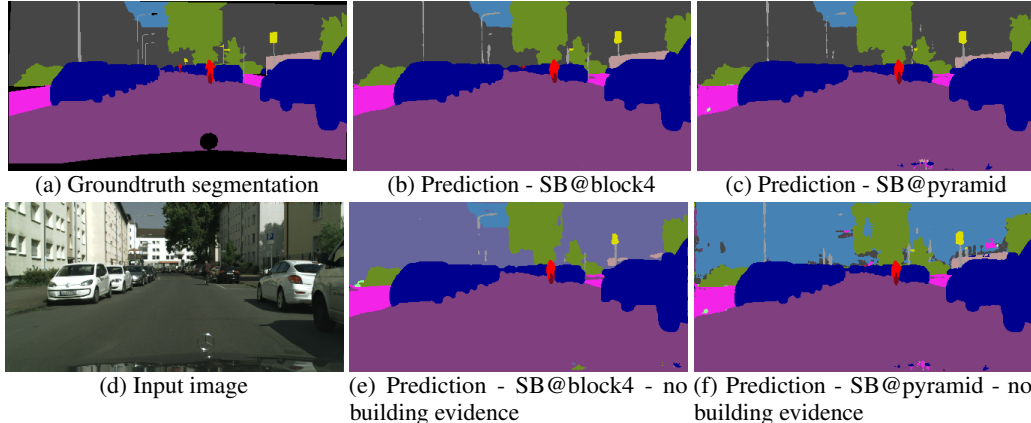 (a) Groundtruth segmentation
(b) Prediction - SB@block4
(c) Prediction - SB@pyramid
(d) Input image
(e) Prediction - SB@block4 - no
building evidence
(f) Prediction - SB@pyramid - no
building evidence